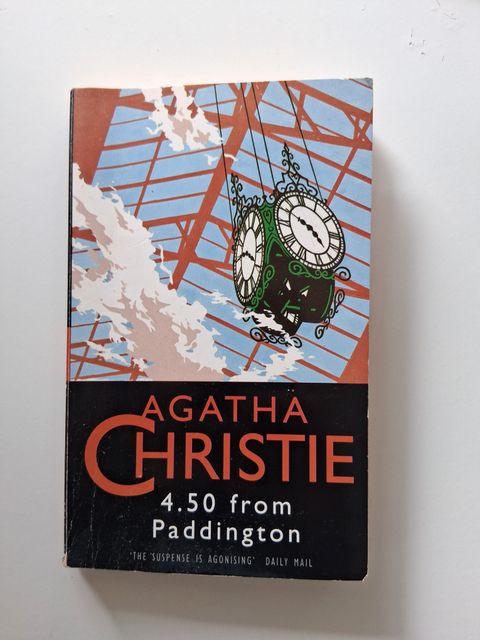 AGATHA
CHRISTIE
4.50 from
Paddington
'THE 'SUSPENSE IS AGONISING' DAILY MAIL